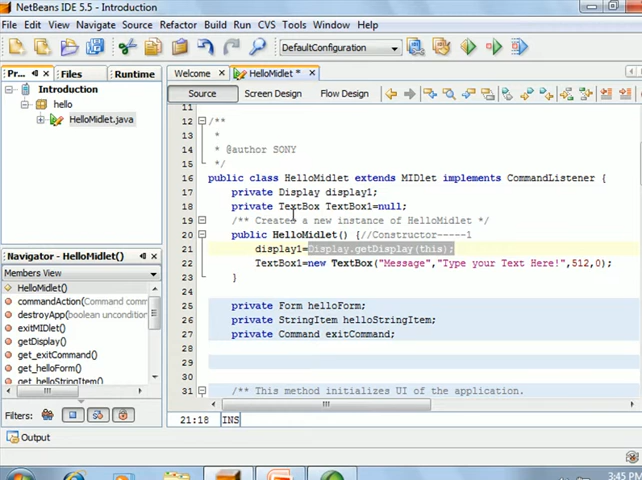 NetBeans IDE 5.5 - Introduction
File Edit View Navigate Source Refactor Build Run CVS Tools Window Help
DefaultConfiguration
Pr... Files Runtime Welcome HelloMidlet *
Source Screen Design Flow Design
Introduction
hello
HelloMidlet.java
11
12 /**
13 *
14 * @author SONY
15 */
16 public class HelloMidlet extends MIDlet implements CommandListener {
17 private Display display1;
18 private TextBox TextBox1=null;
19 /** Created a new instance of HelloMidlet */
20 public HelloMidlet() {//Constructor-----1
21 display1=Display.getDisplay(this);
22 TextBox1=new TextBox("Message","Type your Text Here!",512,0);
23 }
24
25 private Form helloForm;
26 private StringItem helloStringItem;
27 private Command exitCommand;
28
29
30
31 /** This method initializes UI of the application.
Navigator - HelloMidlet.java
Members View
HelloMidlet()
commandAction(Command comm
destroyApp(boolean uncondition
exitMIDlet()
getDisplay()
get_exitCommand()
get_helloForm()
get_helloStringItem()
Filters:
21:18 INS
Output
3:45 PM